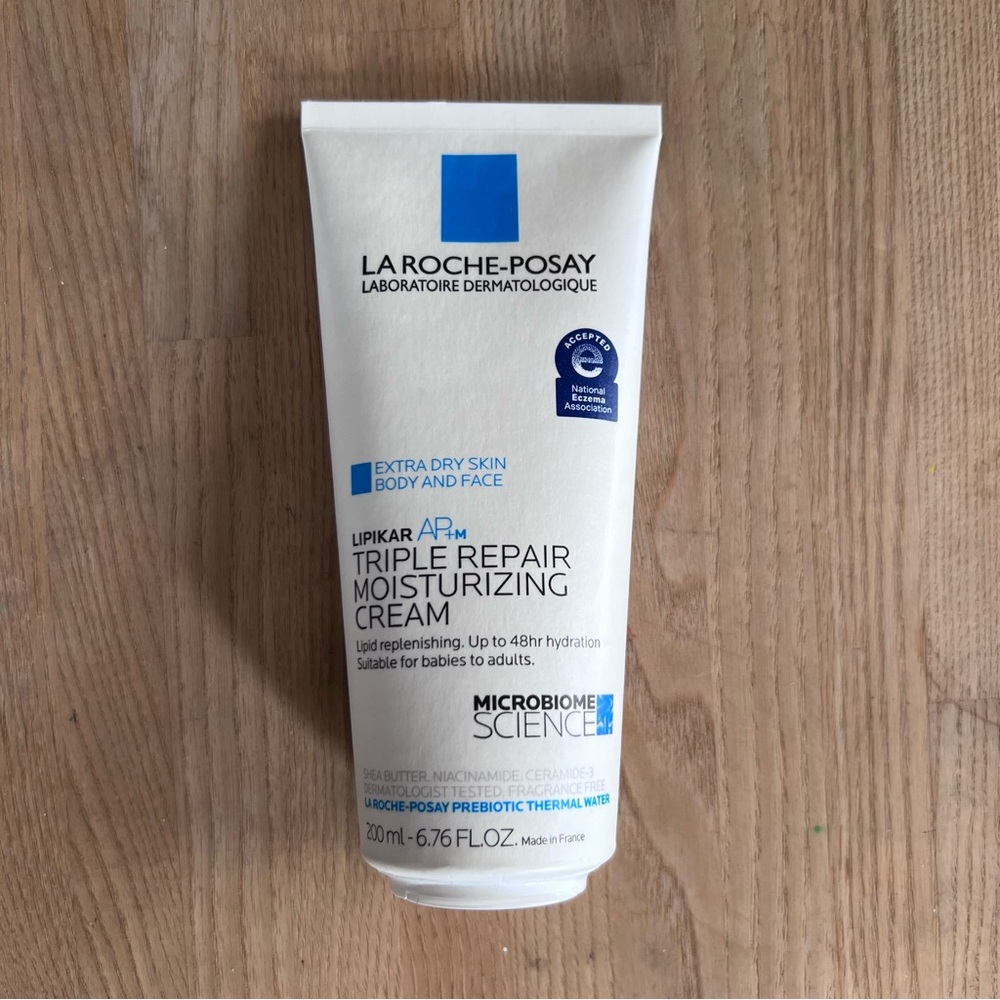 LA ROCHE-POSAY
LABORATOIRE DERMATOLOGIQUE
ACCEPTED
e
National
Eczema
Association
EXTRA DRY SKIN
BODY AND FACE
LIPIKAR AP+M
TRIPLE REPAIR
MOISTURIZING
CREAM
Lipid replenishing. Up to 48hr hydration
Suitable for babies to adults.
MICROBIOME
SCIENCE
SHEA BUTTER. NIACINAMIDE. CERAMIDE-3
DERMATOLOGIST TESTED. FRAGRANCE FREE
LA ROCHE-POSAY PREBIOTIC THERMAL WATER
200 ml - 6.76 FL.OZ. Made in France